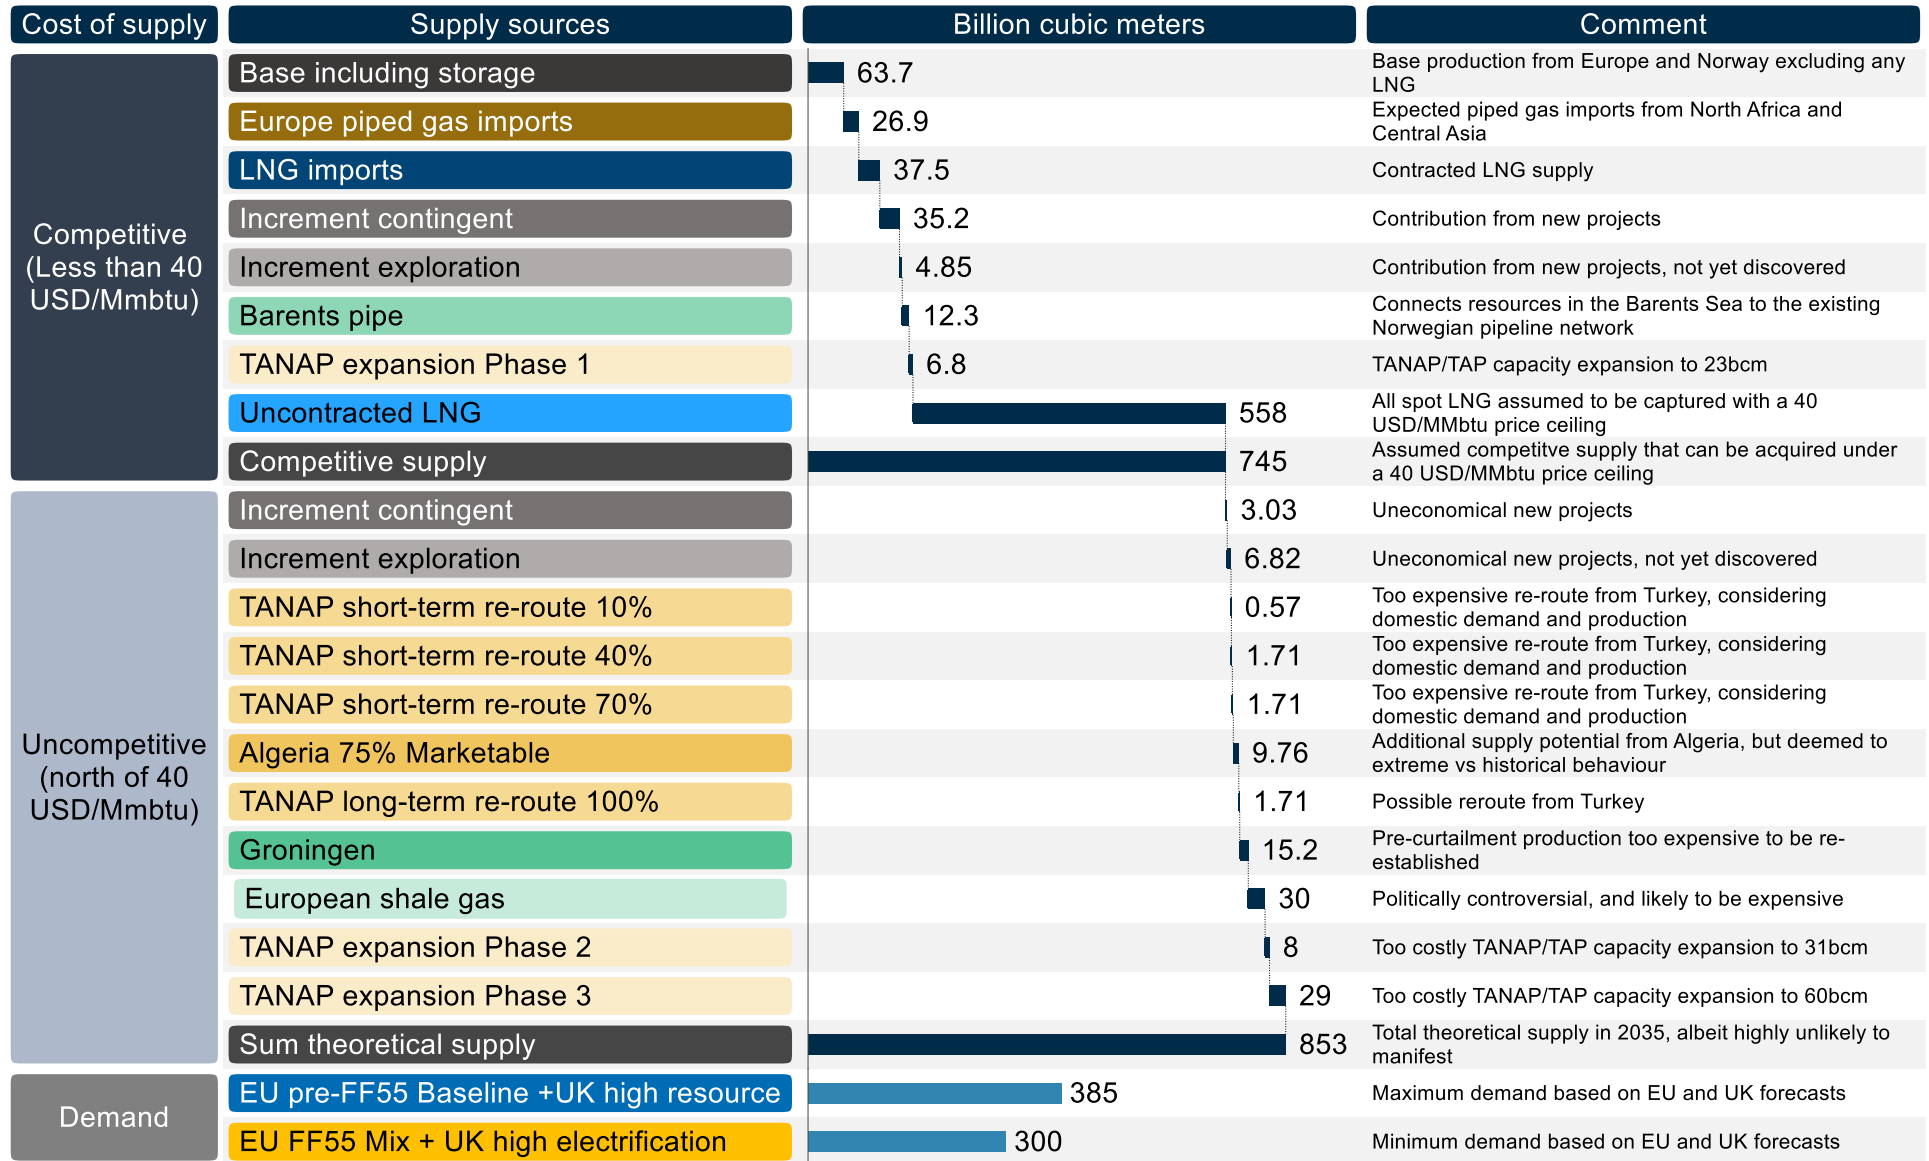 Cost of supply
Supply sources
Billion cubic meters
Comment
Competitive
(Less than 40
USD/Mmbtu)
Base including storage
63.7
Base production from Europe and Norway excluding any
LNG
Europe piped gas imports
26.9
Expected piped gas imports from North Africa and
Central Asia
LNG imports
37.5
Contracted LNG supply
Increment contingent
35.2
Contribution from new projects
Increment exploration
4.85
Contribution from new projects, not yet discovered
Barents pipe
12.3
Connects resources in the Barents Sea to the existing
Norwegian pipeline network
TANAP expansion Phase 1
6.8
TANAP/TAP capacity expansion to 23bcm
Uncontracted LNG
558
All spot LNG assumed to be captured with a 40
USD/MMbtu price ceiling
Competitive supply
745
Assumed competitve supply that can be acquired under
a 40 USD/MMbtu price ceiling
Uncompetitive
(north of 40
USD/Mmbtu)
Increment contingent
3.03
Uneconomical new projects
Increment exploration
6.82
Uneconomical new projects, not yet discovered
TANAP short-term re-route 10%
0.57
Too expensive re-route from Turkey, considering
domestic demand and production
TANAP short-term re-route 40%
1.71
Too expensive re-route from Turkey, considering
domestic demand and production
TANAP short-term re-route 70%
1.71
Too expensive re-route from Turkey, considering
domestic demand and production
Algeria 75% Marketable
9.76
Additional supply potential from Algeria, but deemed to
extreme vs historical behaviour
TANAP long-term re-route 100%
1.71
Possible reroute from Turkey
Groningen
15.2
Pre-curtailment production too expensive to be re-
established
European shale gas
30
Politically controversial, and likely to be expensive
TANAP expansion Phase 2
8
Too costly TANAP/TAP capacity expansion to 31bcm
TANAP expansion Phase 3
29
Too costly TANAP/TAP capacity expansion to 60bcm
Sum theoretical supply
853
Total theoretical supply in 2035, albeit highly unlikely to
manifest
Demand
EU pre-FF55 Baseline +UK high resource
385
Maximum demand based on EU and UK forecasts
EU FF55 Mix + UK high electrification
300
Minimum demand based on EU and UK forecasts